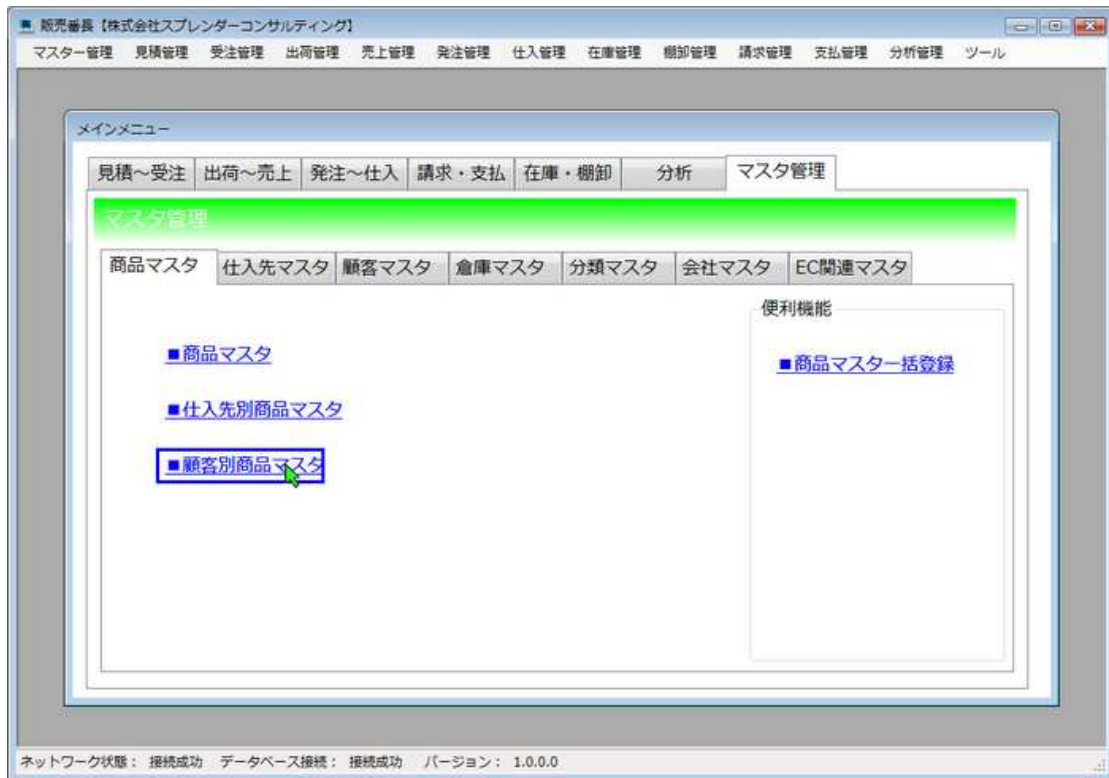 販売番長【株式会社スプレンダーコンサルティング】
マスター管理 見積管理 受注管理 出荷管理 売上管理 発注管理 仕入管理 在庫管理 棚卸管理 請求管理 支払管理 分析管理 ツール
メインメニュー
見積～受注 出荷～売上 発注～仕入 請求・支払 在庫・棚卸 分析 マスタ管理
マスタ管理
商品マスタ 仕入先マスタ 顧客マスタ 倉庫マスタ 分類マスタ 会社マスタ EC関連マスタ
便利機能
■商品マスタ
■商品マスター括登録
■仕入先別商品マスタ
■顧客別商品マスタ
ネットワーク状態： 接続成功 データベース接続： 接続成功 バージョン： 1.0.0.0